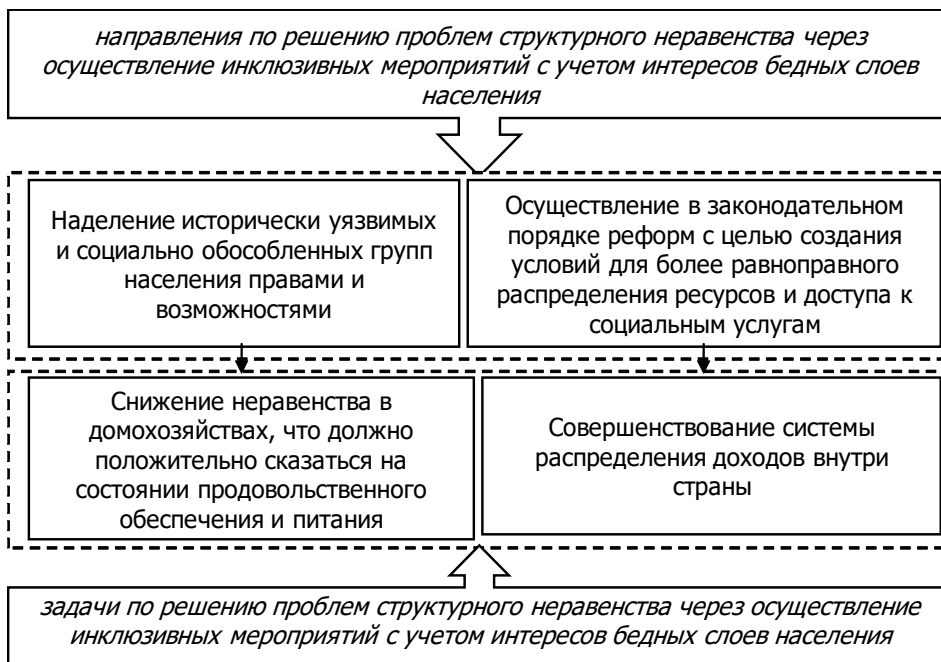 направления по решению проблем структурного неравенства через
осуществление инклюзивных мероприятий с учетом интересов бедных слоев
населения
Наделение исторически уязвимых
и социально обособленных групп
населения правами и
возможностями
Осуществление в законодательном
порядке реформ с целью создания
условий для более равноправного
распределения ресурсов и доступа к
социальным услугам
Снижение неравенства в
домохозяйствах, что должно
положительно сказаться на
состоянии продовольственного
обеспечения и питания
Совершенствование системы
распределения доходов внутри
страны
задачи по решению проблем структурного неравенства через осуществление
инклюзивных мероприятий с учетом интересов бедных слоев населения